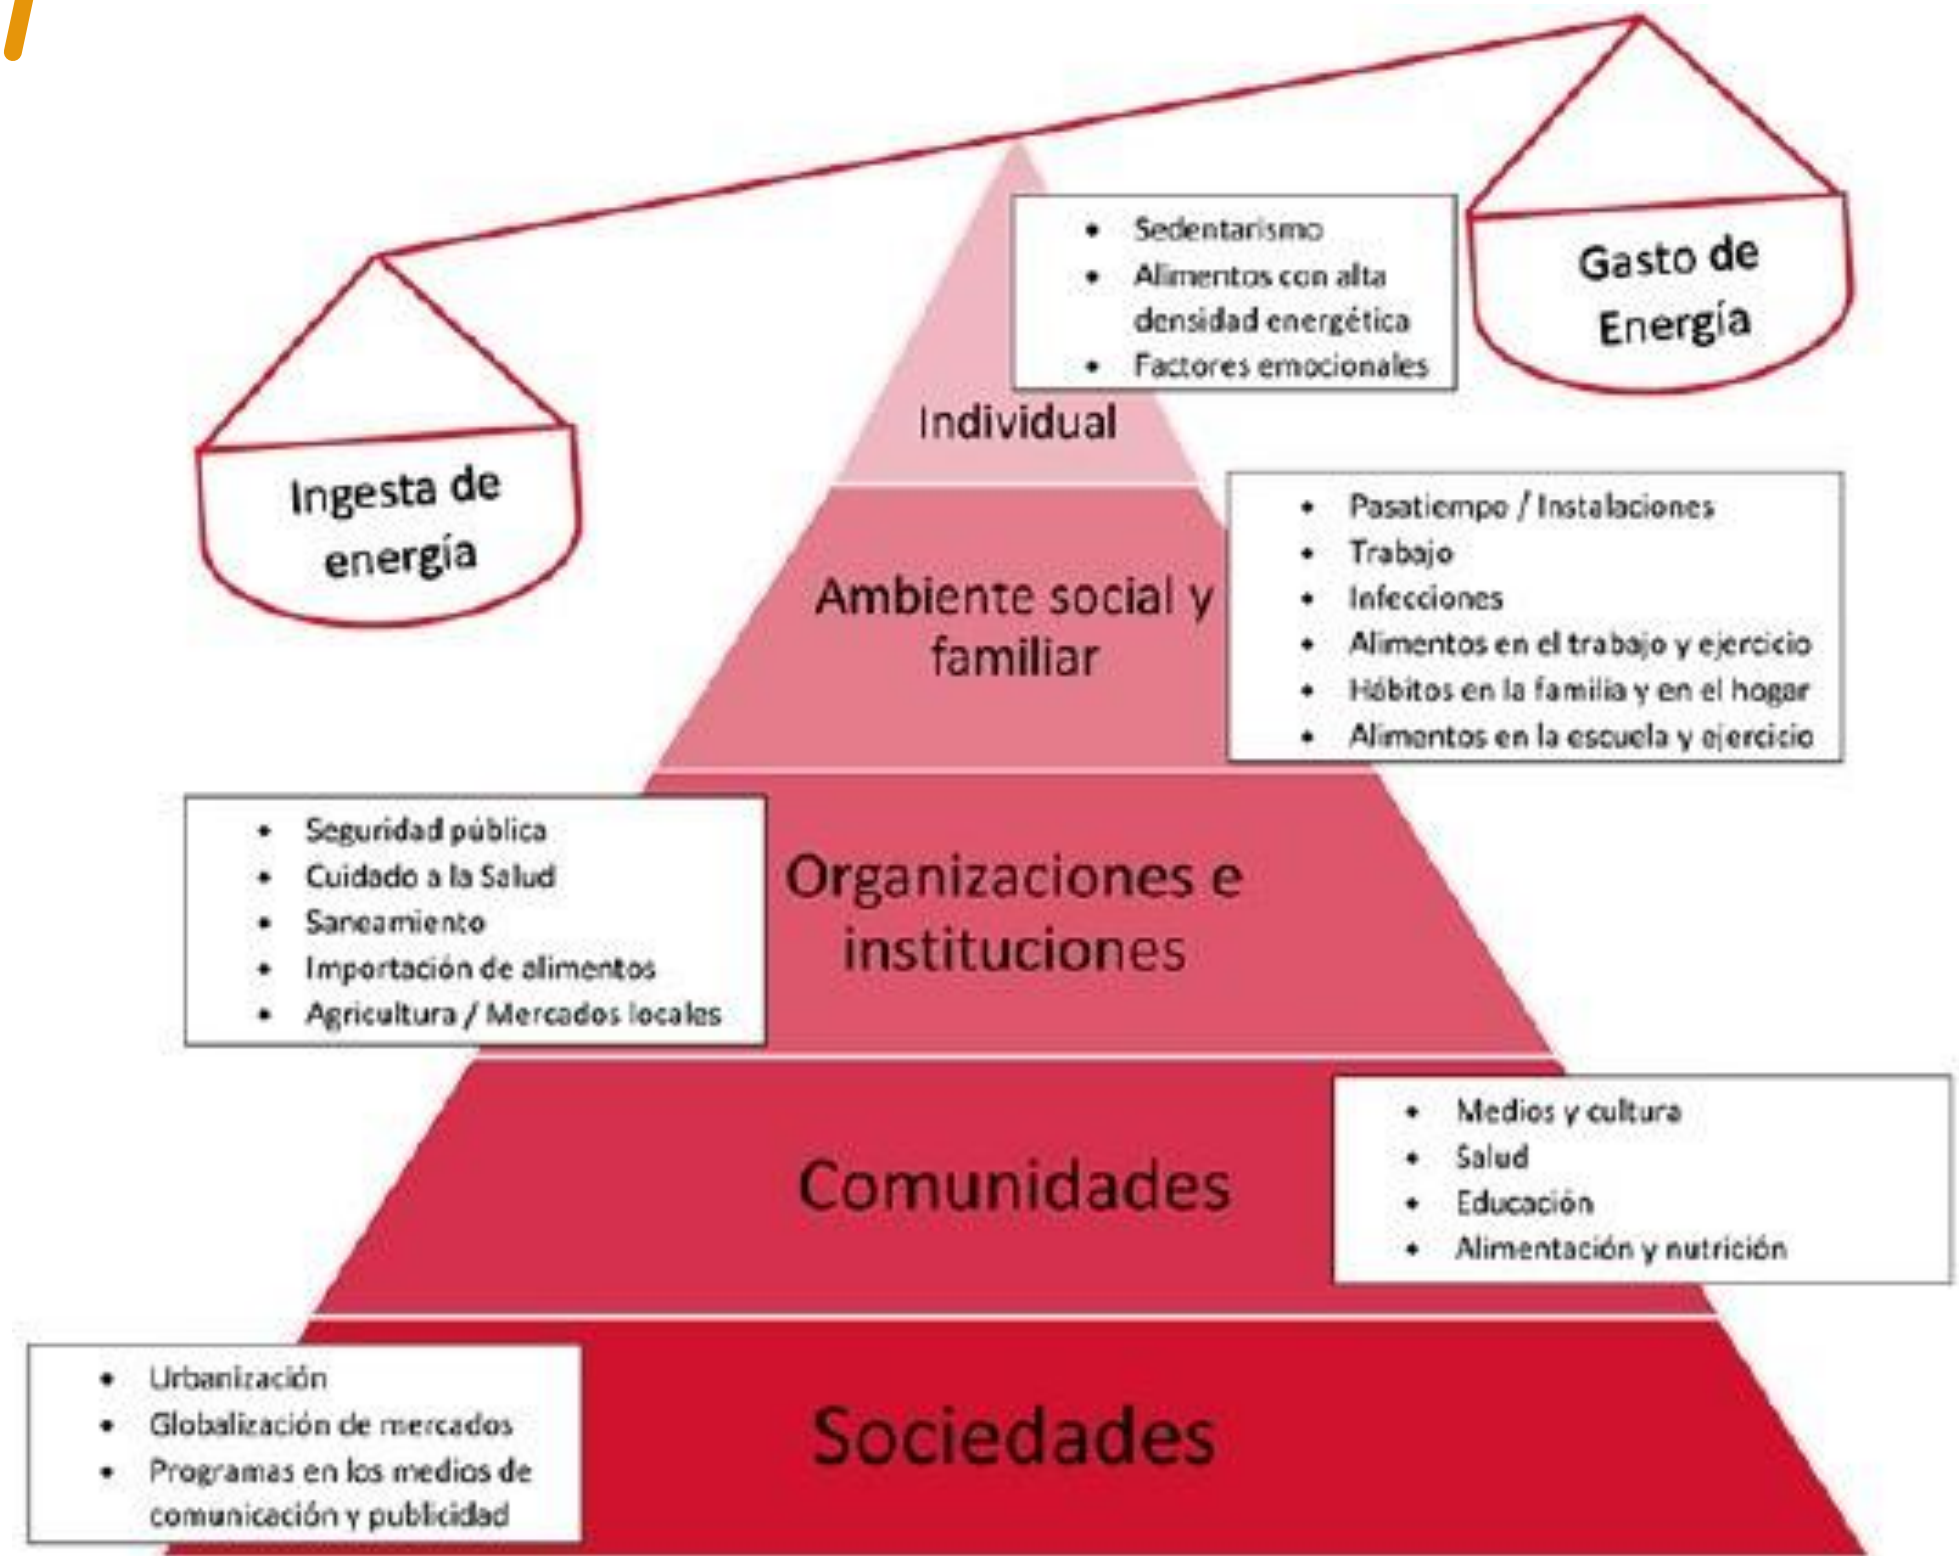 • Sedentarismo
• Alimentos con alta
densidad energética
• Factores emocionales
Gasto de
Energía
Individual
Ingesta de
energía
• Pasatiempo / Instalaciones
• Trabajo
• Infecciones
• Alimentos en el trabajo y ejercicio
• Hábitos en la familia y en el hogar
• Alimentos en la escuela y ejercicio
Ambiente social y
familiar
• Seguridad pública
• Cuidado a la Salud
• Saneamiento
• Importación de alimentos
• Agricultura / Mercados locales
Organizaciones e
instituciones
Comunidades
• Medios y cultura
• Salud
• Educación
• Alimentación y nutrición
• Urbanización
• Globalización de mercados
• Programas en los medios de
comunicación y publicidad
Sociedades